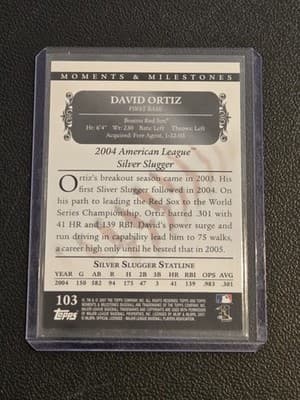 MOMENTS & MILESTONES
DAVID ORTIZ
FIRST BASE
Boston Red Sox®
Ht: 6'4" Wt: 230 Bats: Left Throws: Left
Acquired: Free Agent, 1-22-03
2004 American League™
Silver Slugger
Ortiz's breakout season came in 2003. His
first Silver Slugger followed in 2004. On
his path to leading the Red Sox to the World
Series Championship, Ortiz batted .301 with
41 HR and 139 RBI. David's power surge and
run driving in capability lead him to 75 walks,
a career high only until he bested that in 2005.
SILVER SLUGGER STATLINE
YEAR G AB R H 2B 3B HR RBI OBP. AVG
2004 150 582 94 175 47 3 41 139 .983 .301
103
Topps